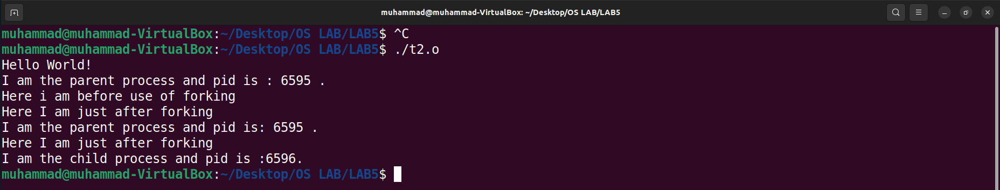 muhammad@muhammad-VirtualBox: ~/Desktop/OS LAB/LAB5
muhammad@muhammad-VirtualBox:~/Desktop/OS LAB/LAB5$ ^C
muhammad@muhammad-VirtualBox:~/Desktop/OS LAB/LAB5$ ./t2.o
Hello World!
I am the parent process and pid is : 6595 .
Here i am before use of forking
Here I am just after forking
I am the parent process and pid is: 6595 .
Here I am just after forking
I am the child process and pid is :6596.
muhammad@muhammad-VirtualBox:~/Desktop/OS LAB/LAB5$